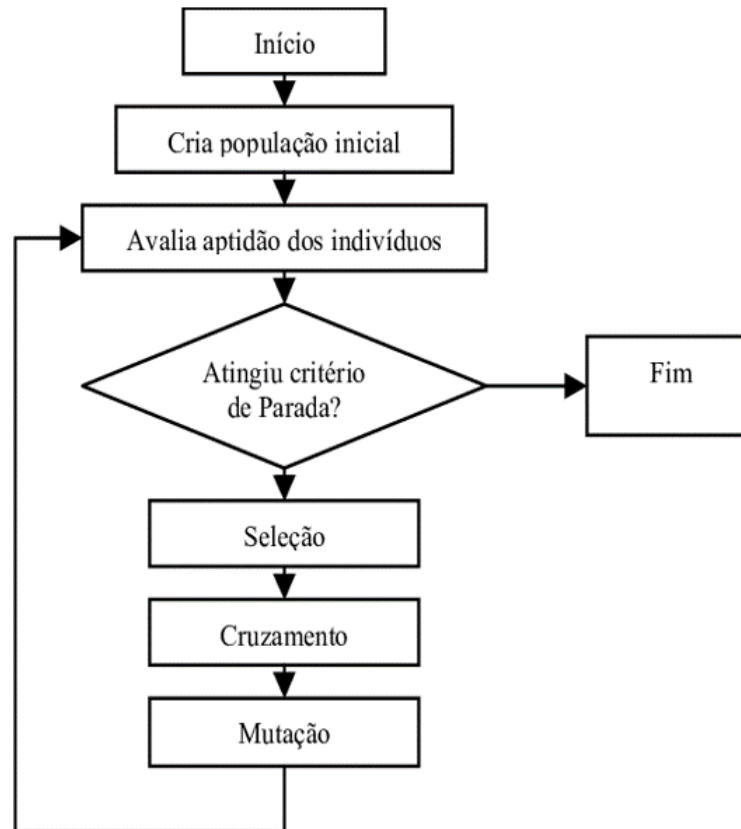 Início
Cria população inicial
Avalia aptidão dos indivíduos
Atingiu critério
de Parada?
Fim
Seleção
Cruzamento
Mutação